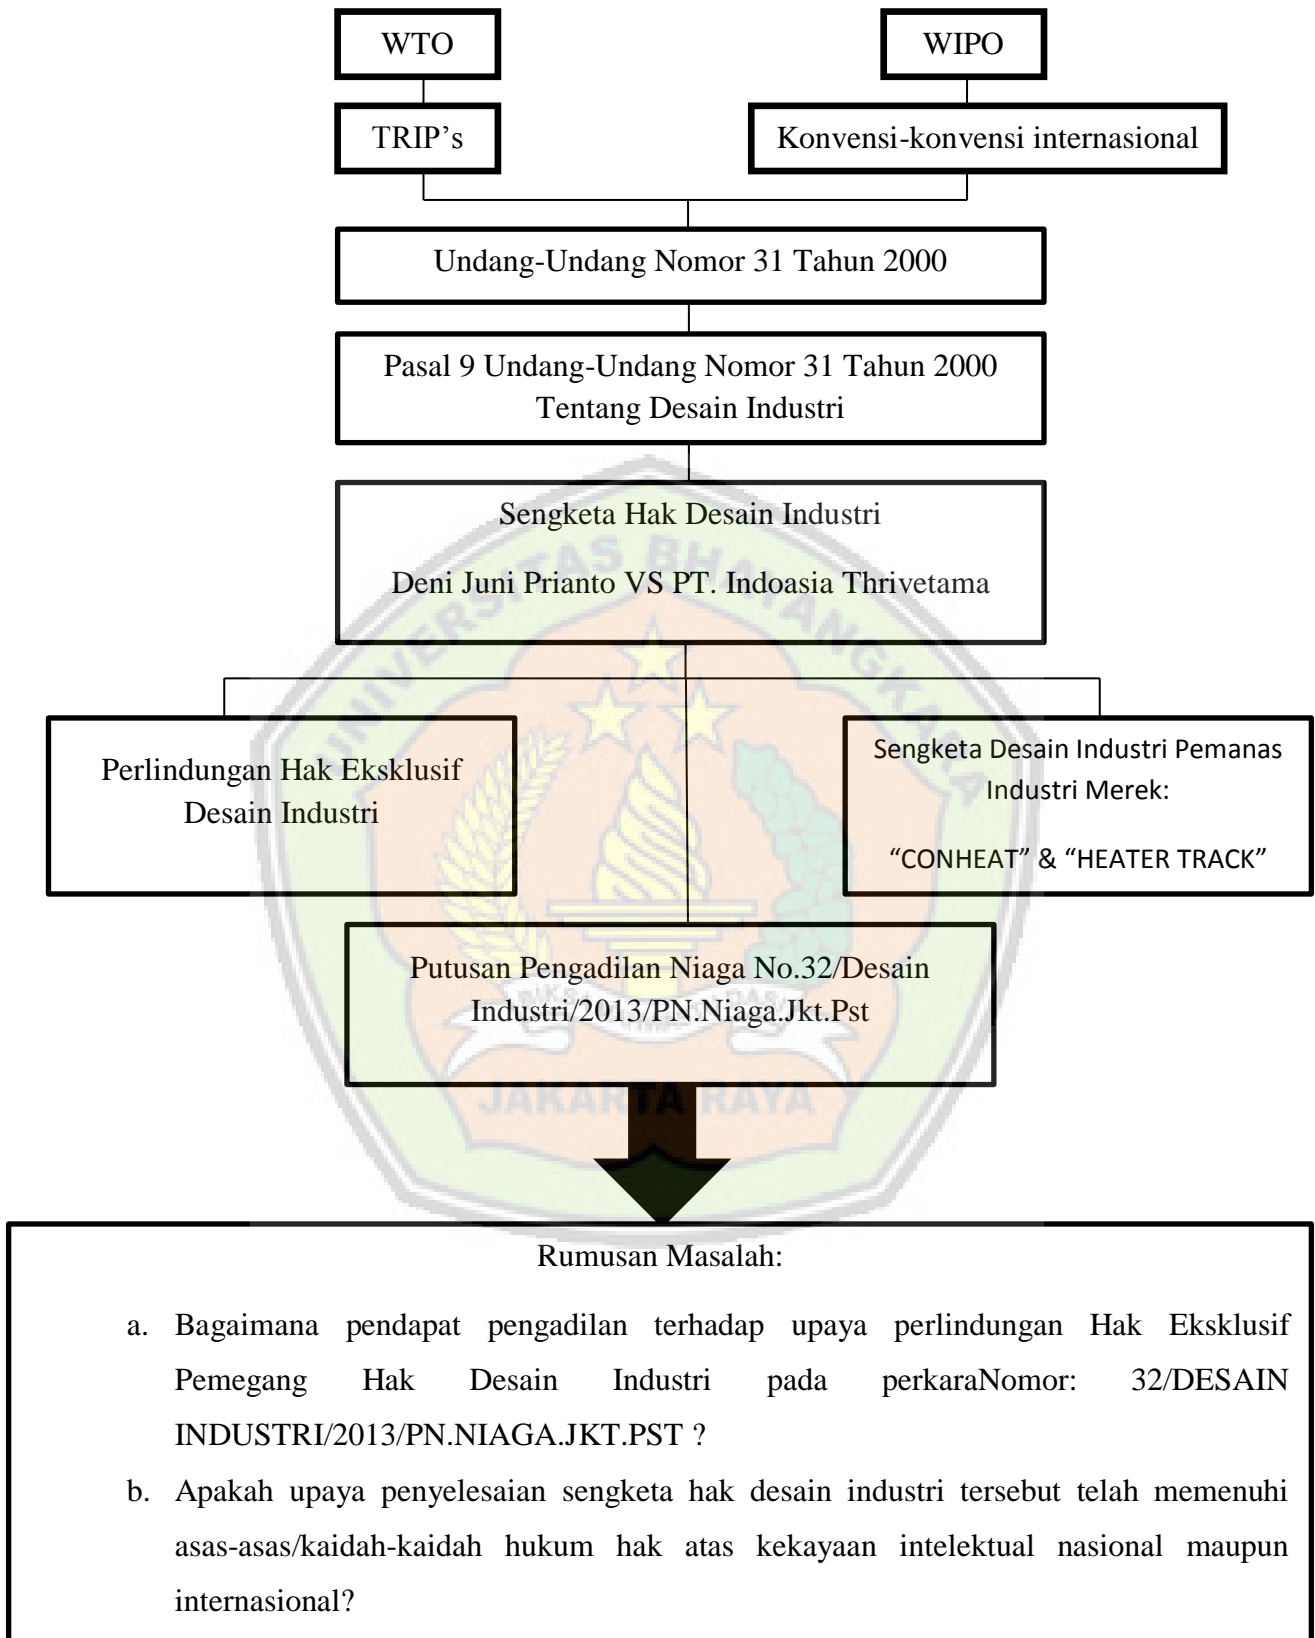 WTO
WIPO
TRIP's
Konvensi-konvensi internasional
Undang-Undang Nomor 31 Tahun 2000
Pasal 9 Undang-Undang Nomor 31 Tahun 2000
Tentang Desain Industri
Sengketa Hak Desain Industri
Deni Juni Prianto VS PT. Indoasia Thrivetama
UNIVERSITAS BHAYANGKARA
Perlindungan Hak Eksklusif
Desain Industri
Sengketa Desain Industri Pemanas
Industri Merek:
“CONHEAT” & “HEATER TRACK”
Putusan Pengadilan Niaga No.32/Desain
Industri/2013/PN.Niaga.Jkt.Pst
JAKARTA RAYA
Rumusan Masalah:
a. Bagaimana pendapat pengadilan terhadap upaya perlindungan Hak Eksklusif
Pemegang Hak Desain Industri pada perkaraNomor: 32/DESAIN
INDUSTRI/2013/PN.NIAGA.JKT.PST ?
b. Apakah upaya penyelesaian sengketa hak desain industri tersebut telah memenuhi
asas-asas/kaidah-kaidah hukum hak atas kekayaan intelektual nasional maupun
internasional?